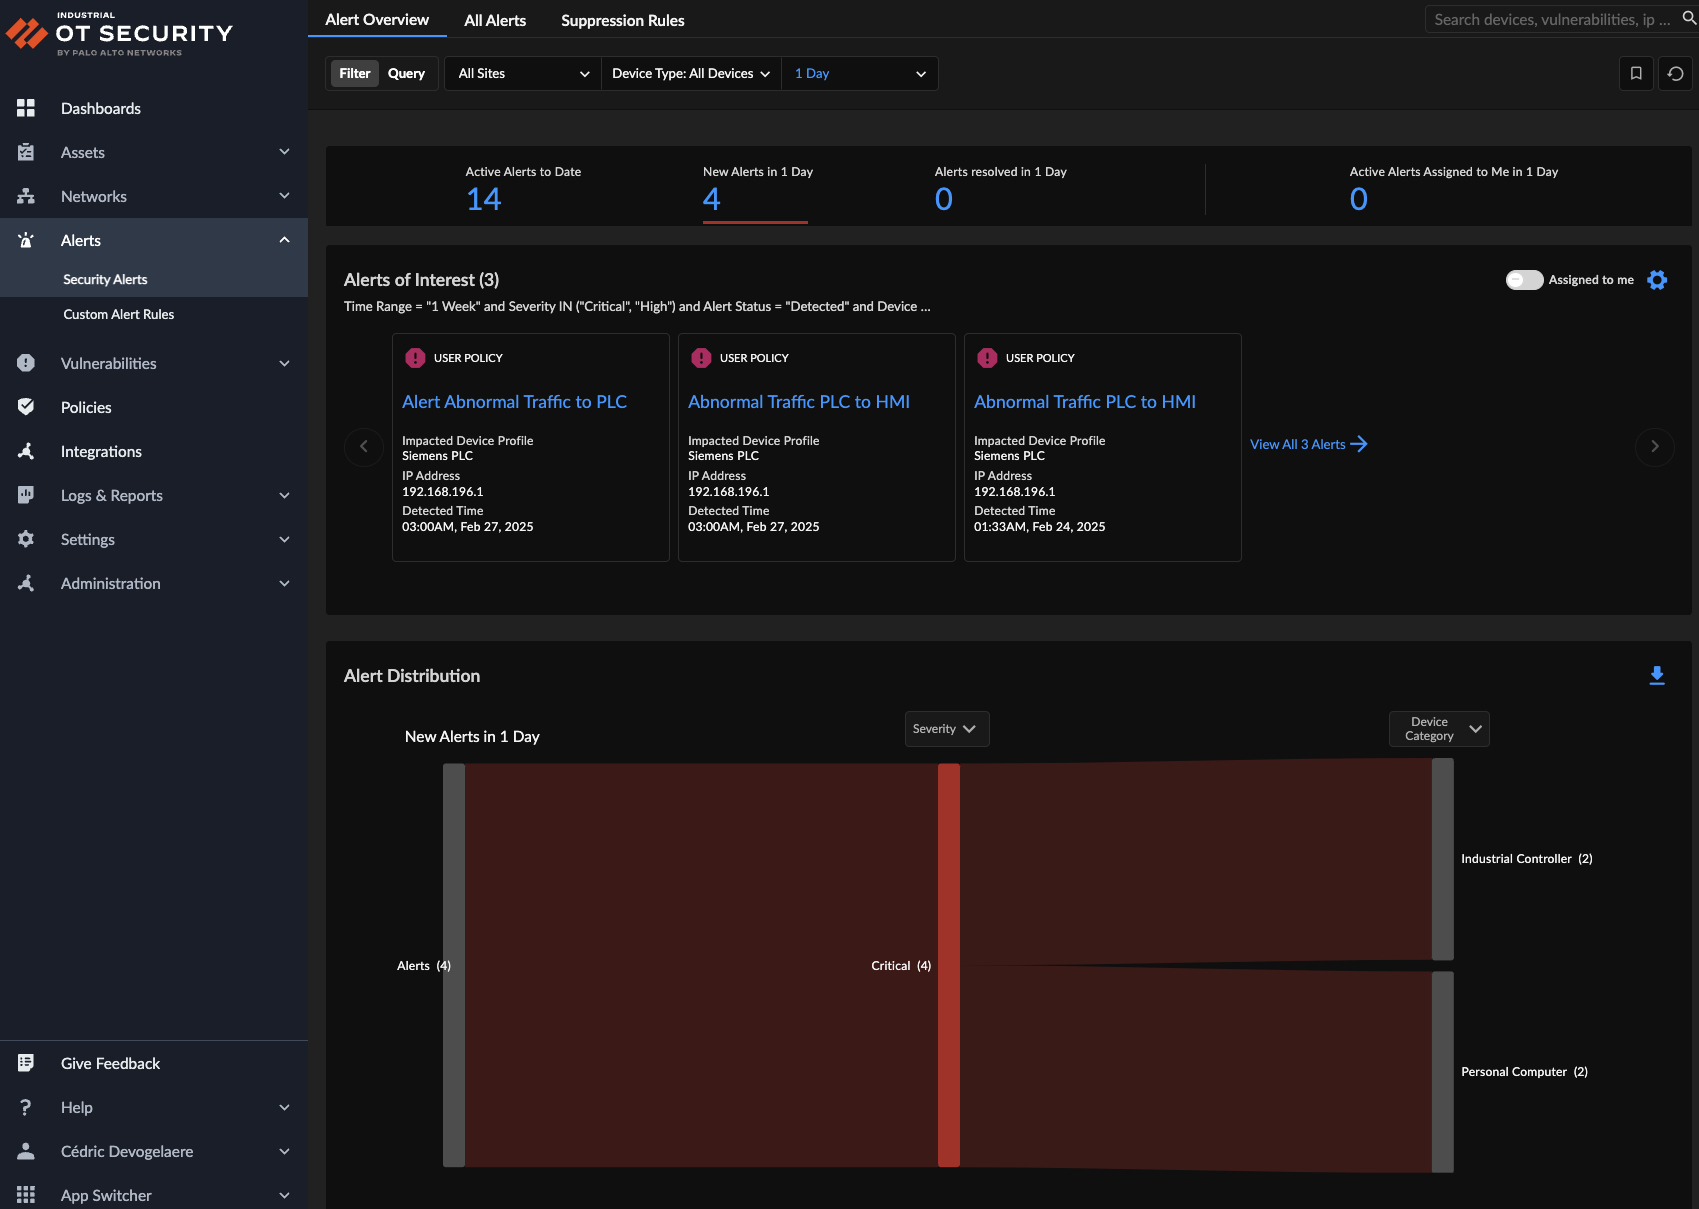 INDUSTRIAL
OT SECURITY
BY PALO ALTO NETWORKS
Dashboards
Assets
Networks
Alerts
Security Alerts
Custom Alert Rules
Vulnerabilities
Policies
Integrations
Logs & Reports
Settings
Administration
Give Feedback
Help
Cédric Devogelaere
App Switcher
Alert Overview
All Alerts
Suppression Rules
Search devices, vulnerabilities, ip ...
Filter
Query
All Sites
Device Type: All Devices
1 Day
Active Alerts to Date
14
New Alerts in 1 Day
4
Alerts resolved in 1 Day
0
Active Alerts Assigned to Me in 1 Day
0
Alerts of Interest (3)
Assigned to me
Time Range = "1 Week" and Severity IN ("Critical", "High") and Alert Status = "Detected" and Device ...
USER POLICY
Alert Abnormal Traffic to PLC
Impacted Device Profile
Siemens PLC
IP Address
192.168.196.1
Detected Time
03:00AM, Feb 27, 2025
USER POLICY
Abnormal Traffic PLC to HMI
Impacted Device Profile
Siemens PLC
IP Address
192.168.196.1
Detected Time
03:00AM, Feb 27, 2025
USER POLICY
Abnormal Traffic PLC to HMI
Impacted Device Profile
Siemens PLC
IP Address
192.168.196.1
Detected Time
01:33AM, Feb 24, 2025
View All 3 Alerts
Alert Distribution
New Alerts in 1 Day
Severity
Device
Category
Alerts (4)
Critical (4)
Industrial Controller (2)
Personal Computer (2)